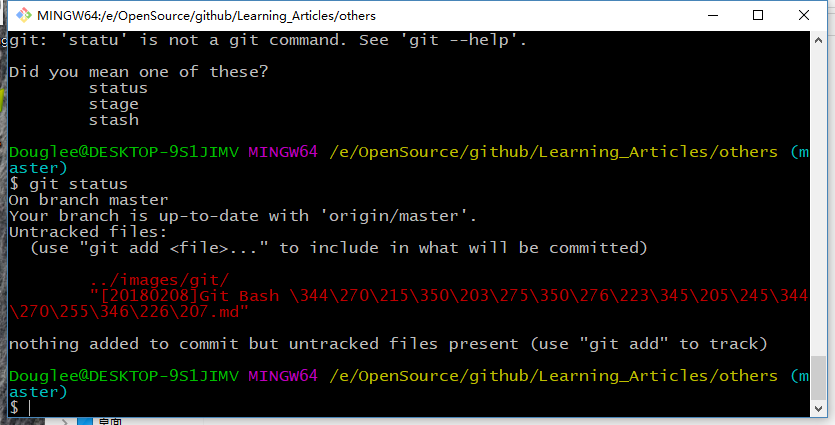 MINGW64:/e/OpenSource/github/Learning_Articles/others
git: 'statu' is not a git command. See 'git --help'.
Did you mean one of these?
status
stage
stash
Douglee@DESKTOP-9S1JIMV MINGW64 /e/OpenSource/github/Learning_Articles/others (m
aster)
$ git status
On branch master
Your branch is up-to-date with 'origin/master'.
Untracked files:
(use "git add <file>..." to include in what will be committed)
../images/git/
"[20180208]Git Bash \344\270\215\350\203\275\350\276\223\345\205\245\344
\270\255\346\226\207.md"
nothing added to commit but untracked files present (use "git add" to track)
Douglee@DESKTOP-9S1JIMV MINGW64 /e/OpenSource/github/Learning_Articles/others (m
aster)
$